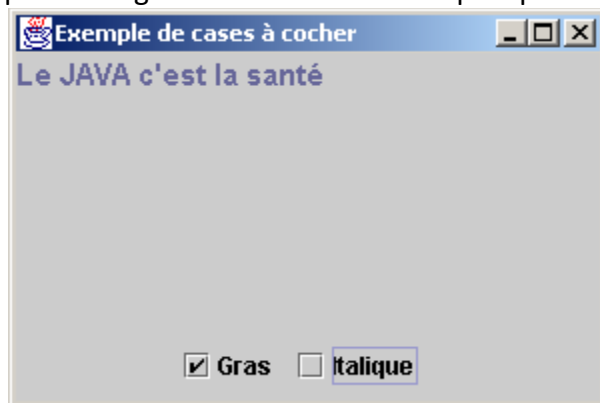 Exemple de cases à cocher
Le JAVA c'est la santé
Gras Italique